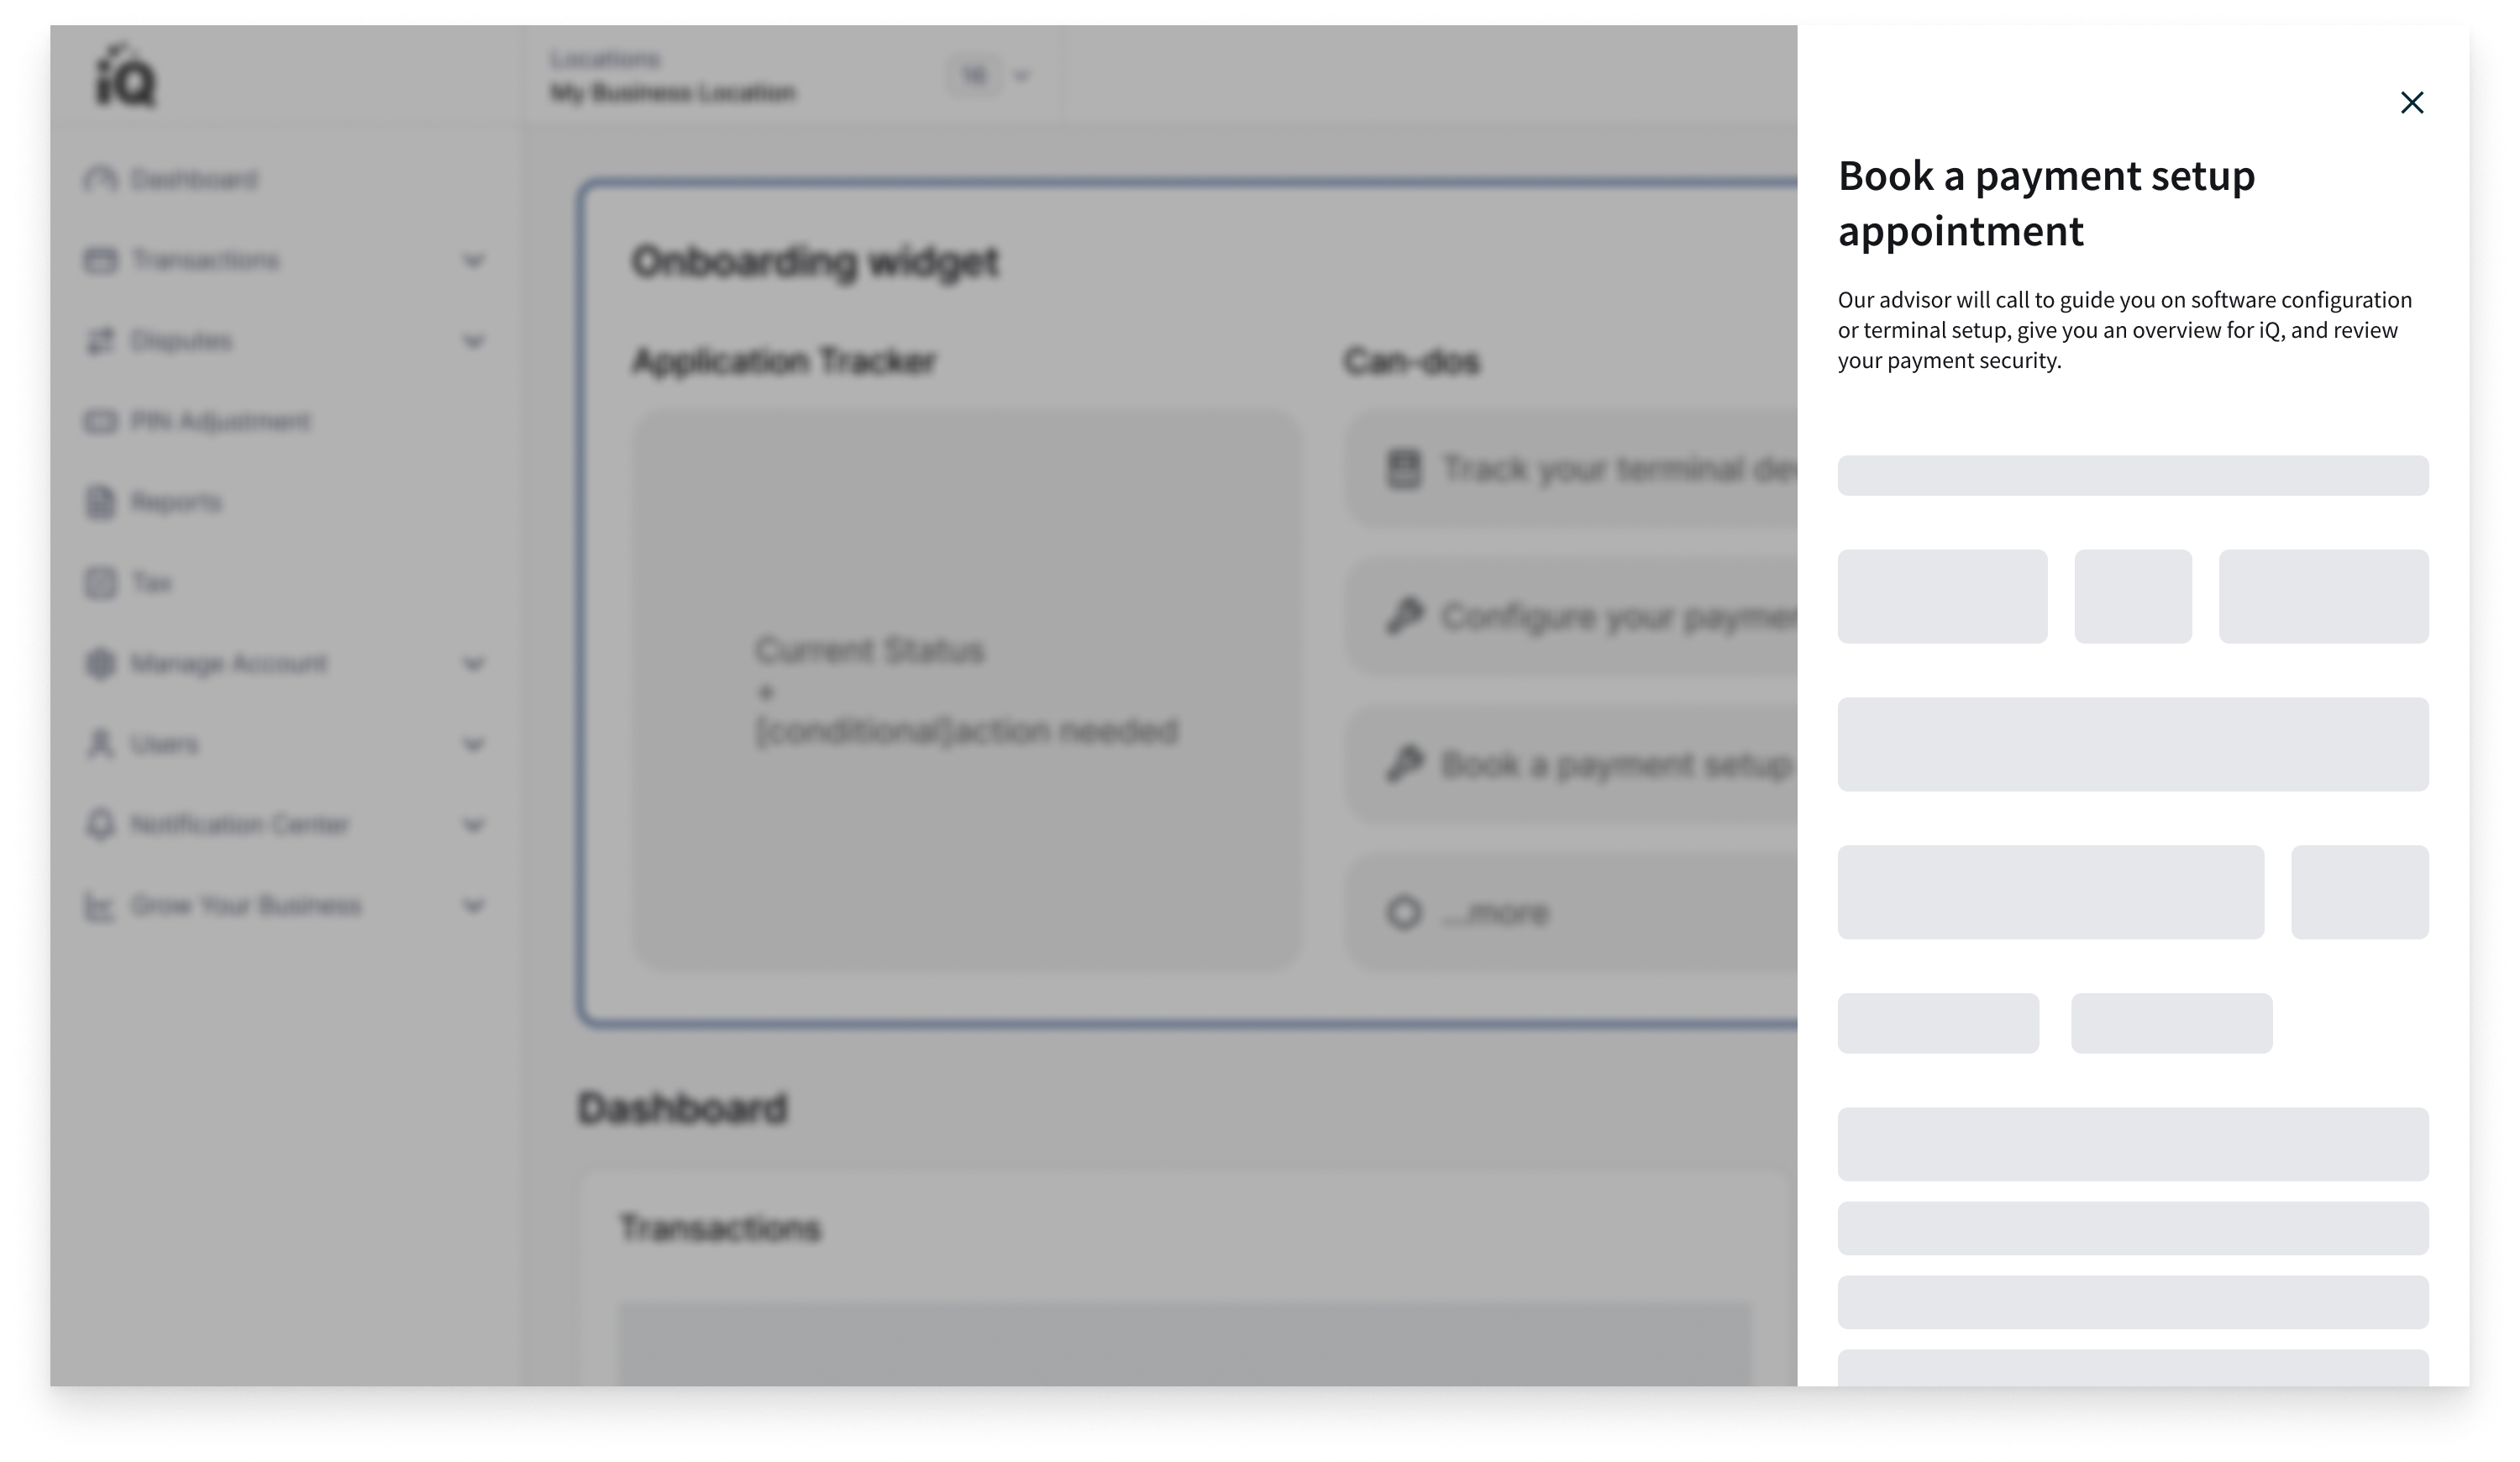 iQ
Locations
My Business Location
16
Dashboard
Transactions
Disputes
PIN Adjustment
Reports
Tax
Manage Account
Users
Notification Center
Grow Your Business
Onboarding widget
Application Tracker
Current Status
+
[conditional]action needed
Can-dos
Track your terminal de
Configure your paymen
Book a payment setup
...more
Dashboard
Transactions
Book a payment setup
appointment
Our advisor will call to guide you on software configuration
or terminal setup, give you an overview for iQ, and review
your payment security.